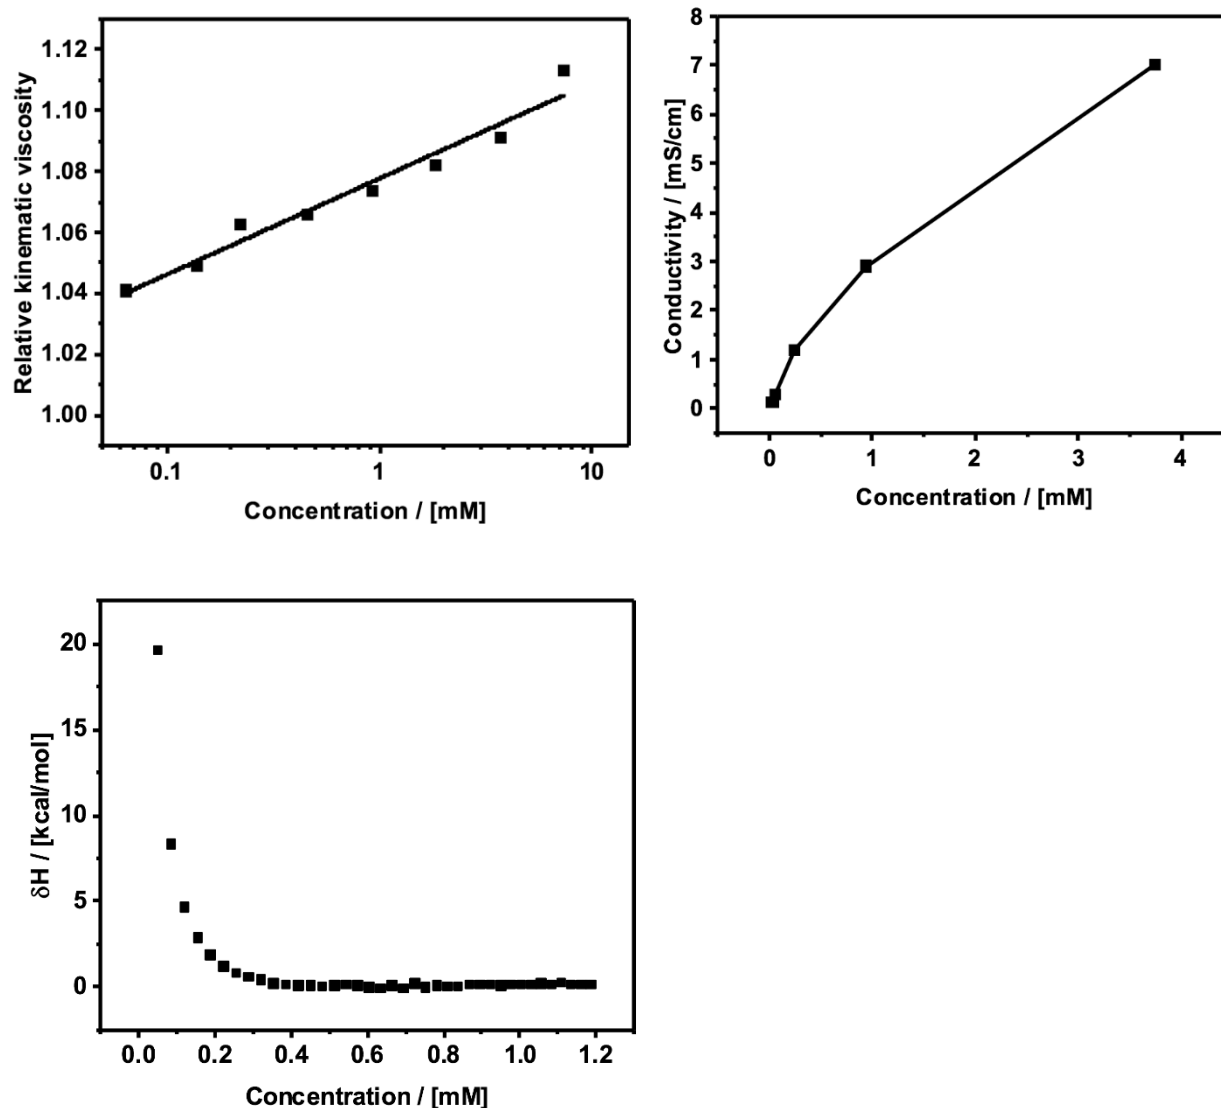 Relative kinematic viscosity
1.12
1.10
1.08
1.06
1.04
1.02
1.00
0.1 1 10
Concentration / [mM]
Conductivity / [mS/cm]
8
7
6
5
4
3
2
1
0
0 1 2 3 4
Concentration / [mM]
δH / [kcal/mol]
20
15
10
5
0
0.0 0.2 0.4 0.6 0.8 1.0 1.2
Concentration / [mM]